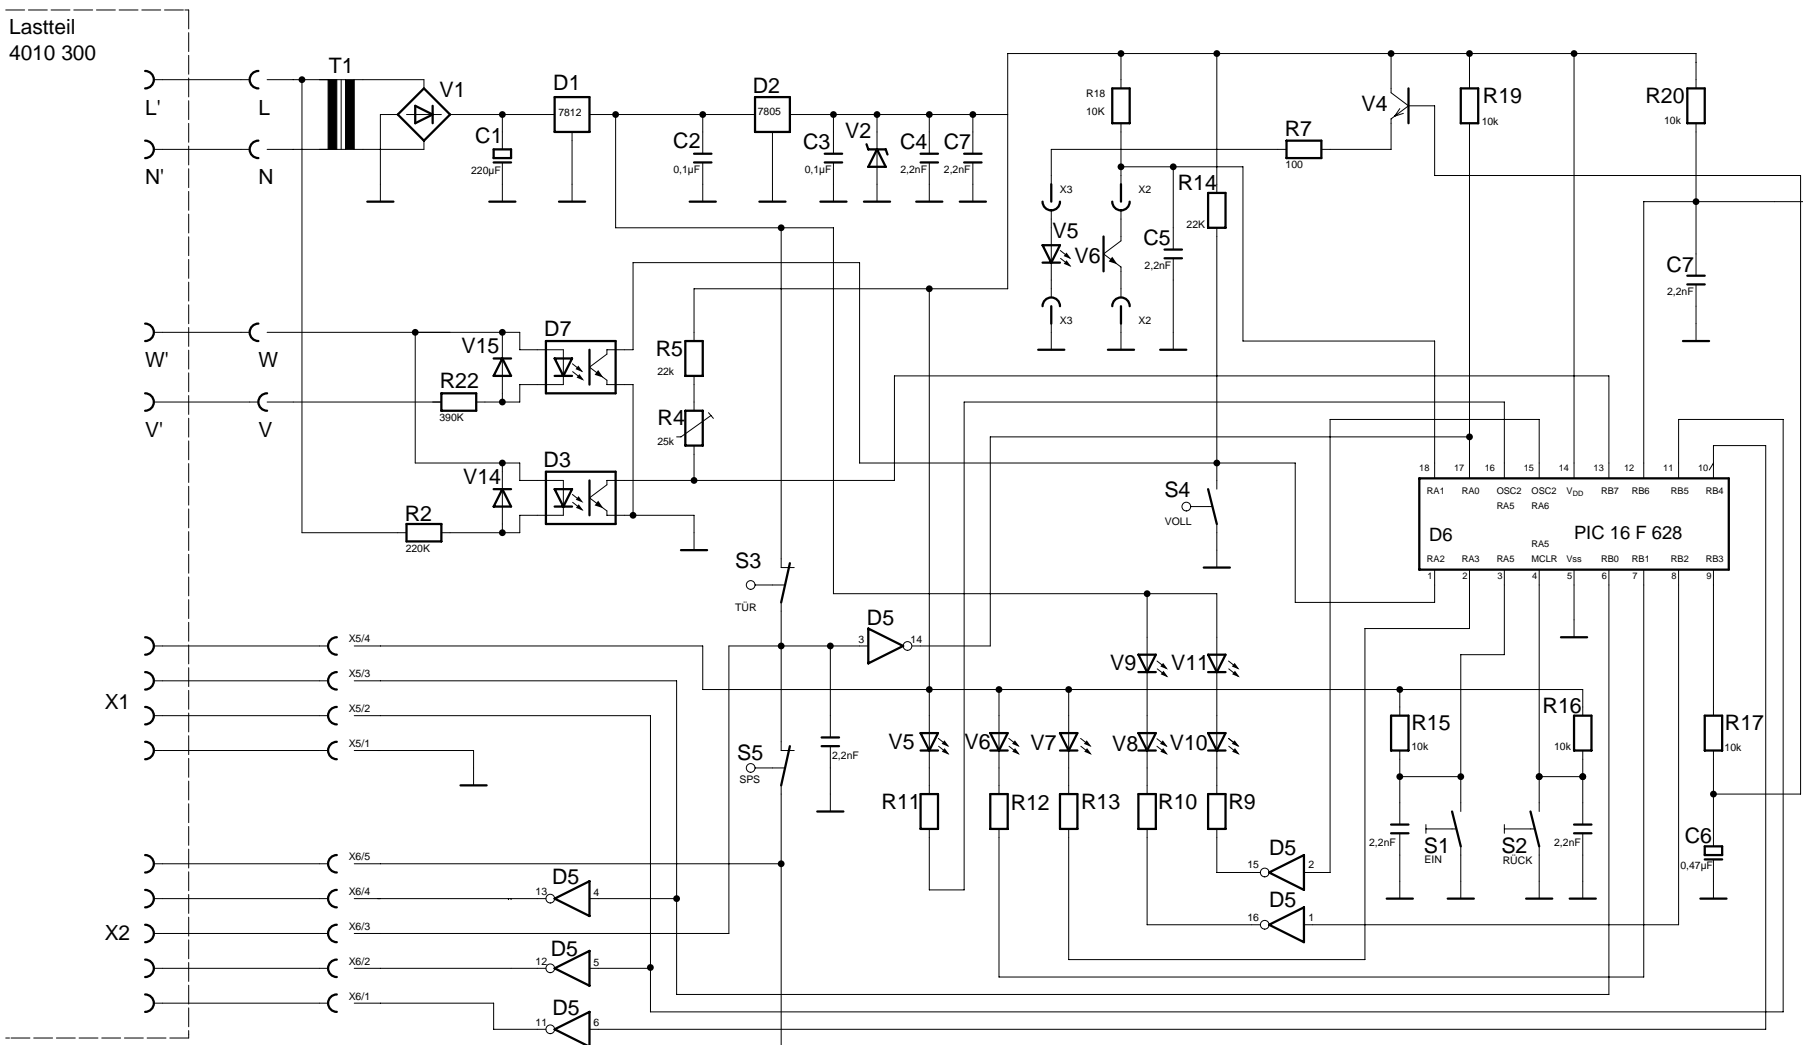 Lastteil
4010 300
L'
L
T1
V1
N'
N
C1
220µF
D1
7812
C2
0,1µF
D2
7805
C3
0,1µF
V2
C4
2,2nF
C7
2,2nF
R18
10K
V4
R19
10k
R20
10k
R7
100
X3
X2
R14
22K
V5
V6
C5
2,2nF
X3
X2
C7
2,2nF
W'
W
V'
V
V15
R22
390K
D7
R5
22k
R4
25k
V14
R2
220K
D3
S4
VOLL
18
17
16
15
14
13
12
11
10
RA1
RA0
OSC2
RA5
OSC2
RA6
VDD
RB7
RB6
RB5
RB4
D6
PIC 16 F 628
RA2
RA3
RA5
RA5
MCLR
Vss
RB0
RB1
RB2
RB3
1
2
3
4
5
6
7
8
9
S3
TÜR
D5
3
14
X5/4
X5/3
X1
X5/2
X5/1
S5
SPS
2,2nF
V9
V11
V5
V6
V7
V8
V10
R11
R12
R13
R10
R9
R15
10k
R16
10k
R17
10k
2,2nF
S1
EIN
S2
RÜCK
2,2nF
C6
0,47µF
D5
15
2
D5
16
1
X6/5
X6/4
D5
13
4
X2
X6/3
X6/2
D5
12
5
X6/1
D5
11
6